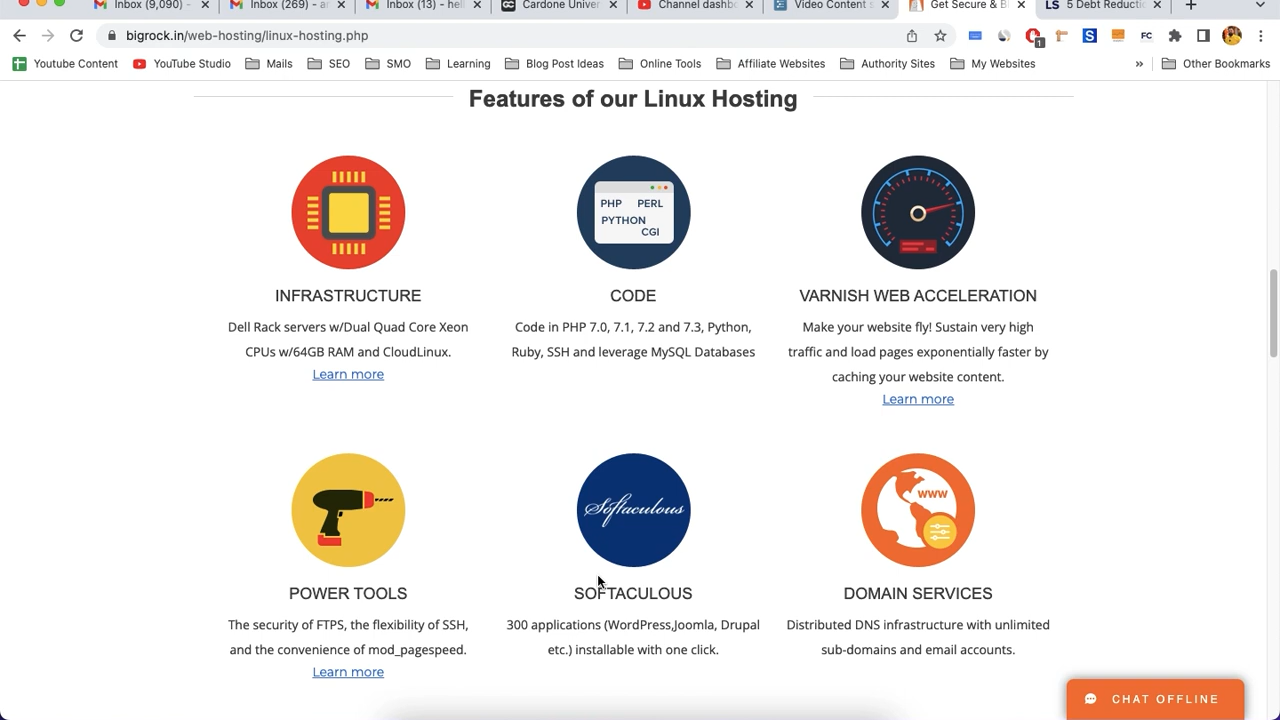 Inbox (9,090) -
Inbox (269) - ar
Inbox (13) - hell
Cardone Univer
Channel dashbo
Video Content s
Get Secure & B
5 Debt Reducti
bigrock.in/web-hosting/linux-hosting.php
Youtube Content
YouTube Studio
Mails
SEO
SMO
Learning
Blog Post Ideas
Online Tools
Affiliate Websites
Authority Sites
My Websites
Other Bookmarks
Features of our Linux Hosting
PHP PERL
PYTHON
CGI
INFRASTRUCTURE
Dell Rack servers w/Dual Quad Core Xeon
CPUs w/64GB RAM and CloudLinux.
Learn more
CODE
Code in PHP 7.0, 7.1, 7.2 and 7.3, Python,
Ruby, SSH and leverage MySQL Databases
VARNISH WEB ACCELERATION
Make your website fly! Sustain very high
traffic and load pages exponentially faster by
caching your website content.
Learn more
POWER TOOLS
The security of FTPS, the flexibility of SSH,
and the convenience of mod_pagespeed.
Learn more
Softaculous
SOFTACULOUS
300 applications (WordPress,Joomla, Drupal
etc.) installable with one click.
WWW
DOMAIN SERVICES
Distributed DNS infrastructure with unlimited
sub-domains and email accounts.
CHAT OFFLINE